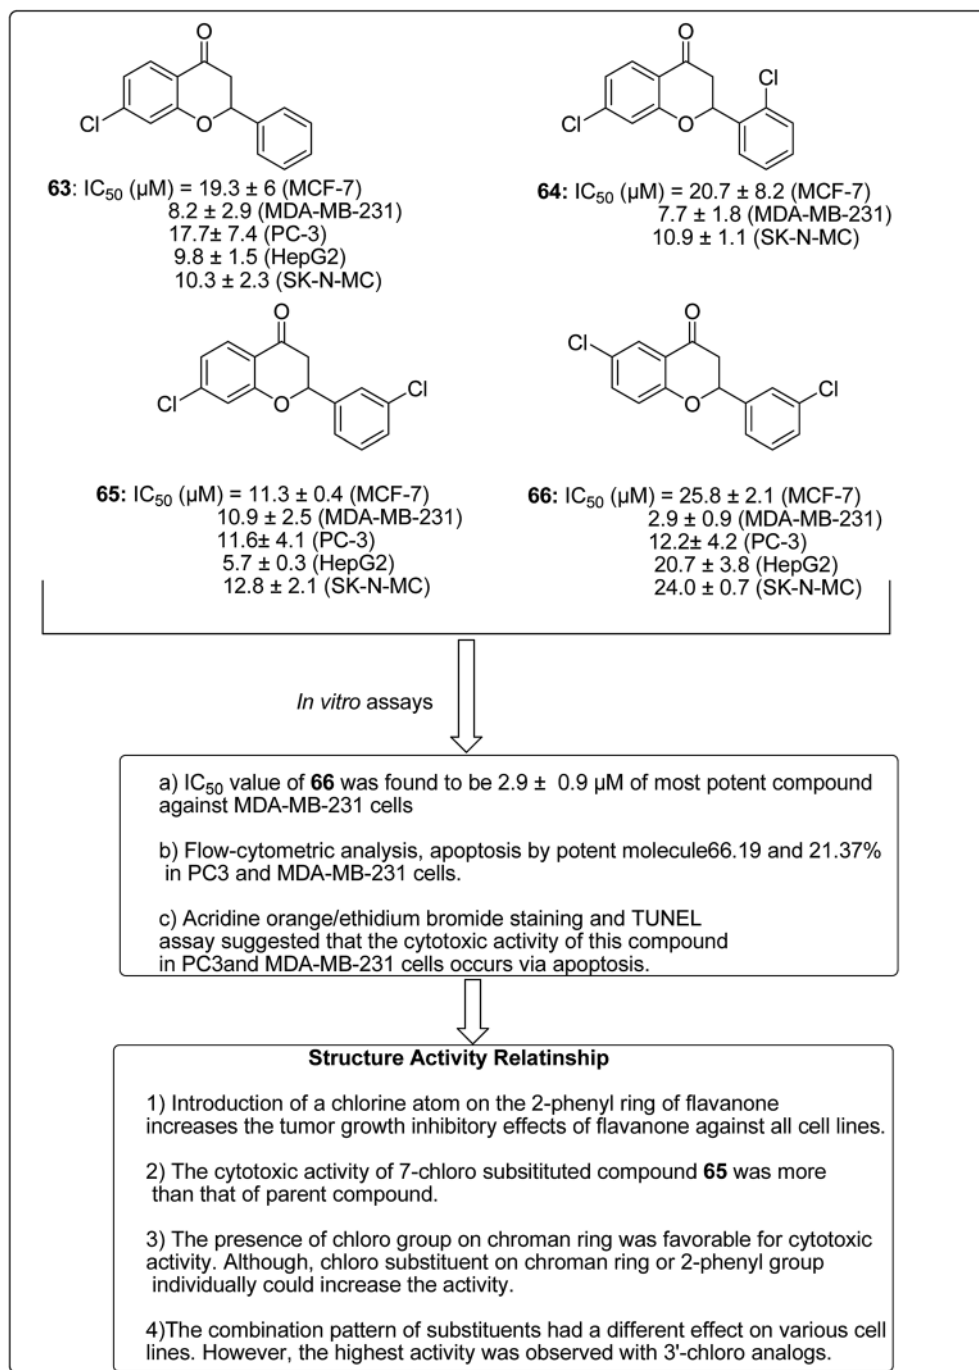 O
Cl
O
63: IC50 (µM) = 19.3 ± 6 (MCF-7)
8.2 ± 2.9 (MDA-MB-231)
17.7± 7.4 (PC-3)
9.8 ± 1.5 (HepG2)
10.3 ± 2.3 (SK-N-MC)
O
Cl
Cl
O
64: IC50 (µM) = 20.7 ± 8.2 (MCF-7)
7.7 ± 1.8 (MDA-MB-231)
10.9 ± 1.1 (SK-N-MC)
O
Cl
Cl
O
65: IC50 (µM) = 11.3 ± 0.4 (MCF-7)
10.9 ± 2.5 (MDA-MB-231)
11.6± 4.1 (PC-3)
5.7 ± 0.3 (HepG2)
12.8 ± 2.1 (SK-N-MC)
O
Cl
Cl
O
66: IC50 (µM) = 25.8 ± 2.1 (MCF-7)
2.9 ± 0.9 (MDA-MB-231)
12.2± 4.2 (PC-3)
20.7 ± 3.8 (HepG2)
24.0 ± 0.7 (SK-N-MC)
In vitro assays
a) IC50 value of 66 was found to be 2.9 ± 0.9 µM of most potent compound
against MDA-MB-231 cells
b) Flow-cytometric analysis, apoptosis by potent molecule66.19 and 21.37%
in PC3 and MDA-MB-231 cells.
c) Acridine orange/ethidium bromide staining and TUNEL
assay suggested that the cytotoxic activity of this compound
in PC3and MDA-MB-231 cells occurs via apoptosis.
Structure Activity Relatinship
1) Introduction of a chlorine atom on the 2-phenyl ring of flavanone
increases the tumor growth inhibitory effects of flavanone against all cell lines.
2) The cytotoxic activity of 7-chloro subsitituted compound 65 was more
than that of parent compound.
3) The presence of chloro group on chroman ring was favorable for cytotoxic
activity. Although, chloro substituent on chroman ring or 2-phenyl group
individually could increase the activity.
4)The combination pattern of substituents had a different effect on various cell
lines. However, the highest activity was observed with 3'-chloro analogs.